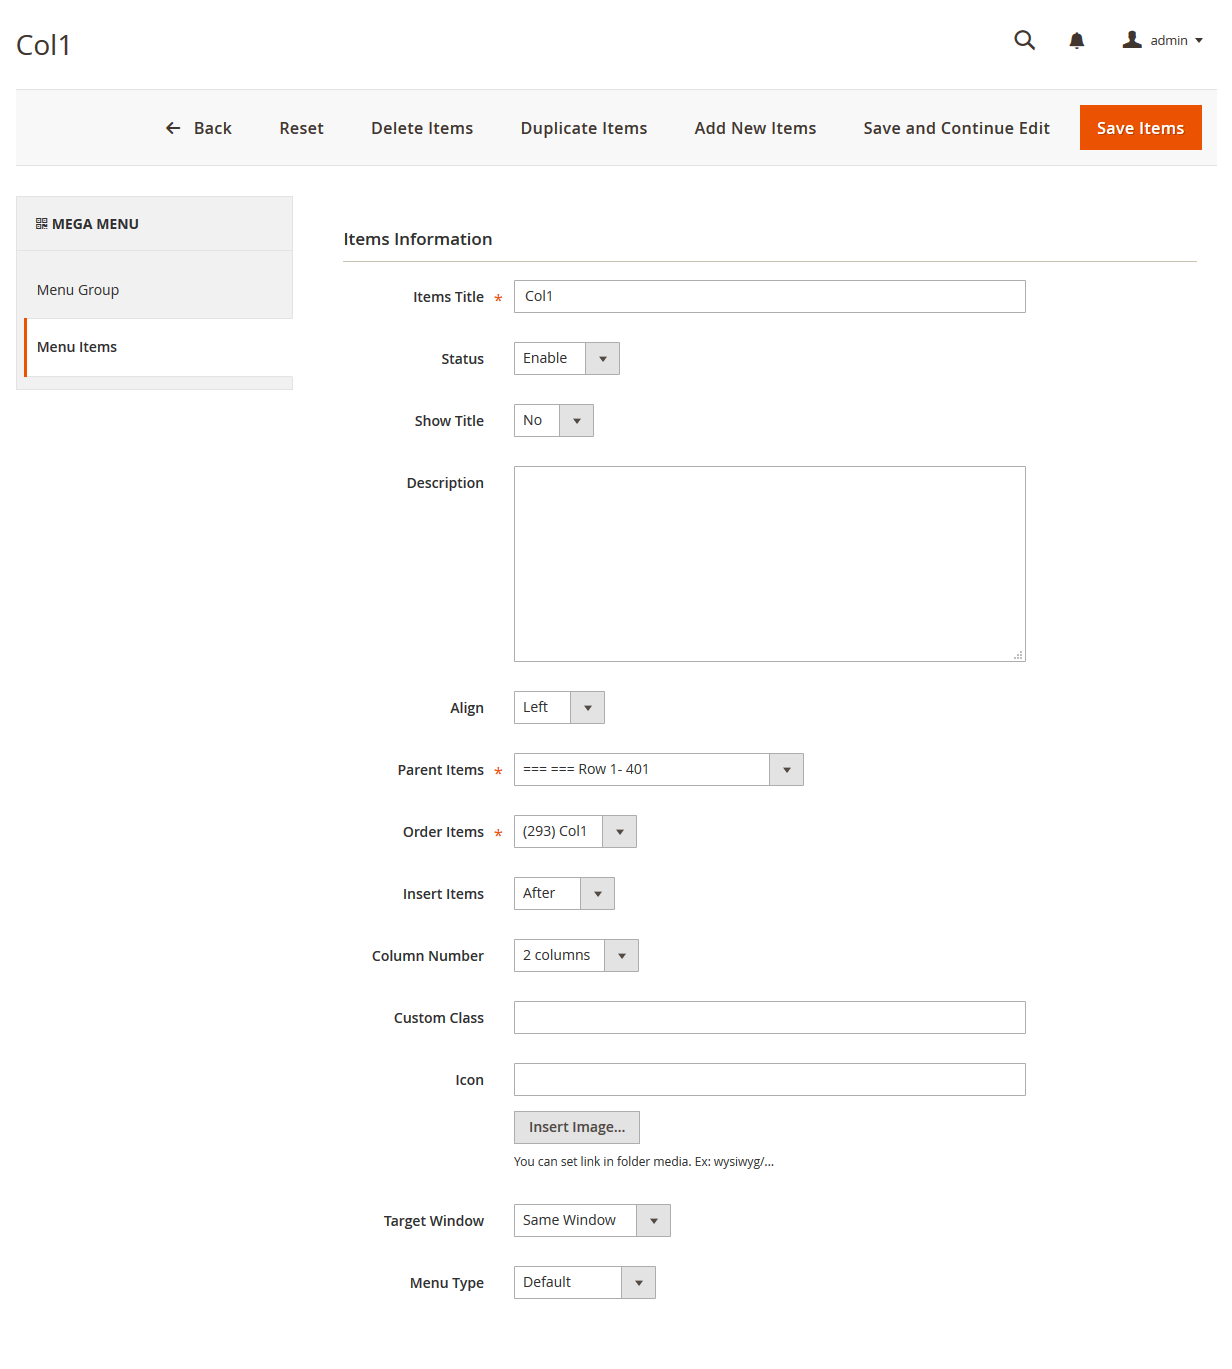 Col1
admin
Back
Reset
Delete Items
Duplicate Items
Add New Items
Save and Continue Edit
Save Items
MEGA MENU
Menu Group
Menu Items
Items Information
Items Title * Col1
Status Enable
Show Title No
Description
Align Left
Parent Items * === === Row 1- 401
Order Items * (293) Col1
Insert Items After
Column Number 2 columns
Custom Class
Icon
Insert Image...
You can set link in folder media. Ex: wysiwyg/...
Target Window Same Window
Menu Type Default